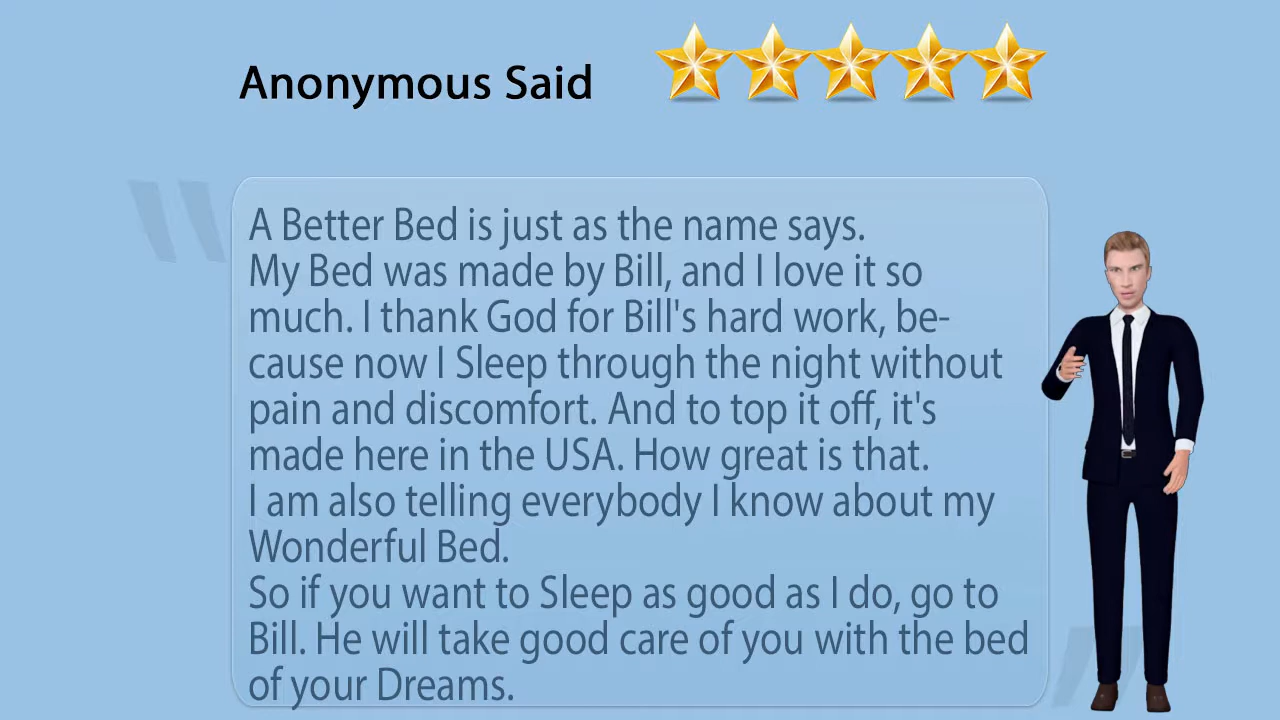 Anonymous Said
A Better Bed is just as the name says.
My Bed was made by Bill, and I love it so
much. I thank God for Bill's hard work, be-
cause now I Sleep through the night without
pain and discomfort. And to top it off, it's
made here in the USA. How great is that.
I am also telling everybody I know about my
Wonderful Bed.
So if you want to Sleep as good as I do, go to
Bill. He will take good care of you with the bed
of your Dreams.